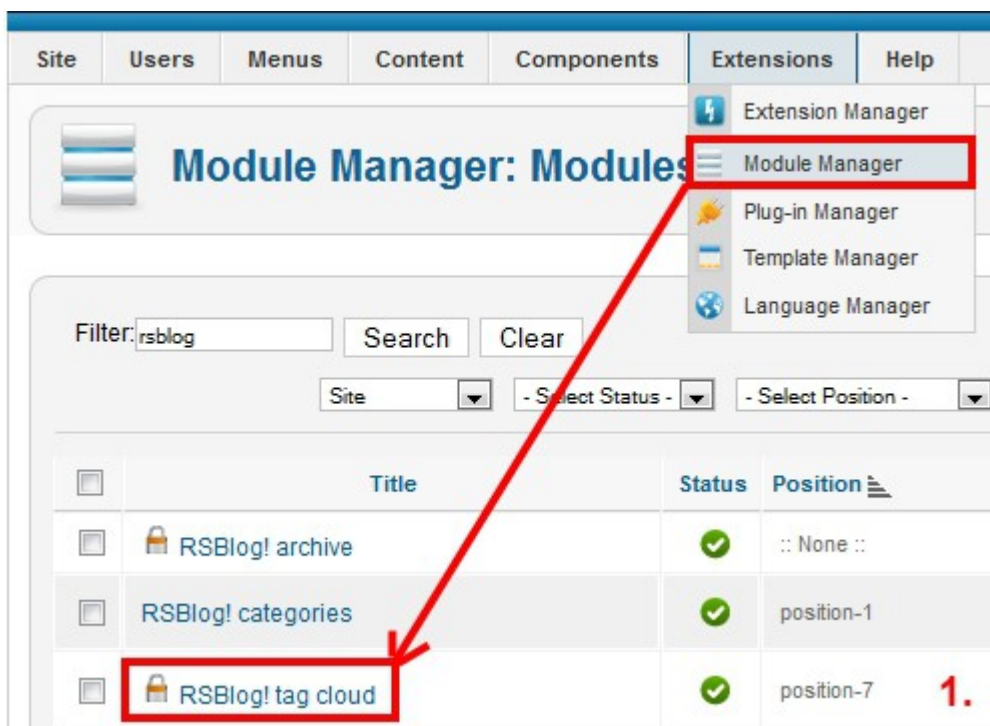 Site Users Menus Content Components Extensions Help
Extension Manager
Module Manager: Modules
Module Manager
Plug-in Manager
Template Manager
Language Manager
Filter: rsblog Search Clear
Site - Select Status - - Select Position -
Title Status Position
RSBlog! archive :: None ::
RSBlog! categories position-1
RSBlog! tag cloud position-7 1.